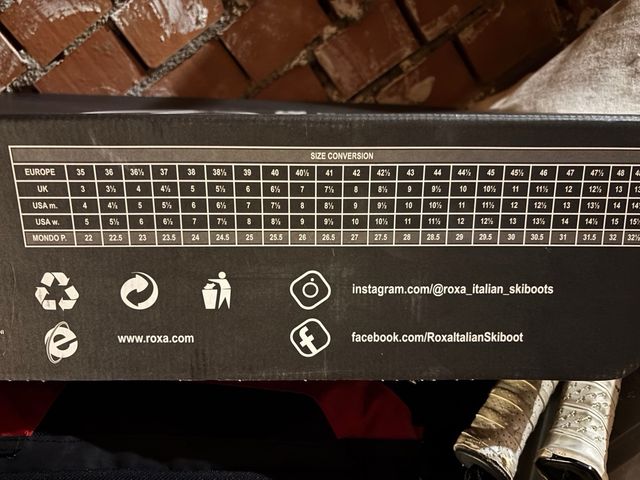 SIZE CONVERSION
EUROPE 35 36 36½ 37 38 38½ 39 40 40½ 41 42 42½ 43 44 44½ 45 45½ 46 47 47½ 48
UK 3 3½ 4 4½ 5 5½ 6 6½ 7 7½ 8 8½ 9 9½ 10 10½ 11 11½ 12 12½ 13 13
USA m. 4 4½ 5 5½ 6 6½ 7 7½ 8 8½ 9 9½ 10 10½ 11 11½ 12 12½ 13 13½ 14
USA w. 5 5½ 6 6½ 7 7½ 8 8½ 9 9½ 10 10½ 11 11½ 12 12½ 13 13½ 14 14½ 15
MONDO P. 22 22.5 23 23.5 24 24.5 25 25.5 26 26.5 27 27.5 28 28.5 29 29.5 30 30.5 31 31.5 32 32½
instagram.com/@roxa_italian_skiboots
www.roxa.com
facebook.com/RoxaItalianSkiboot